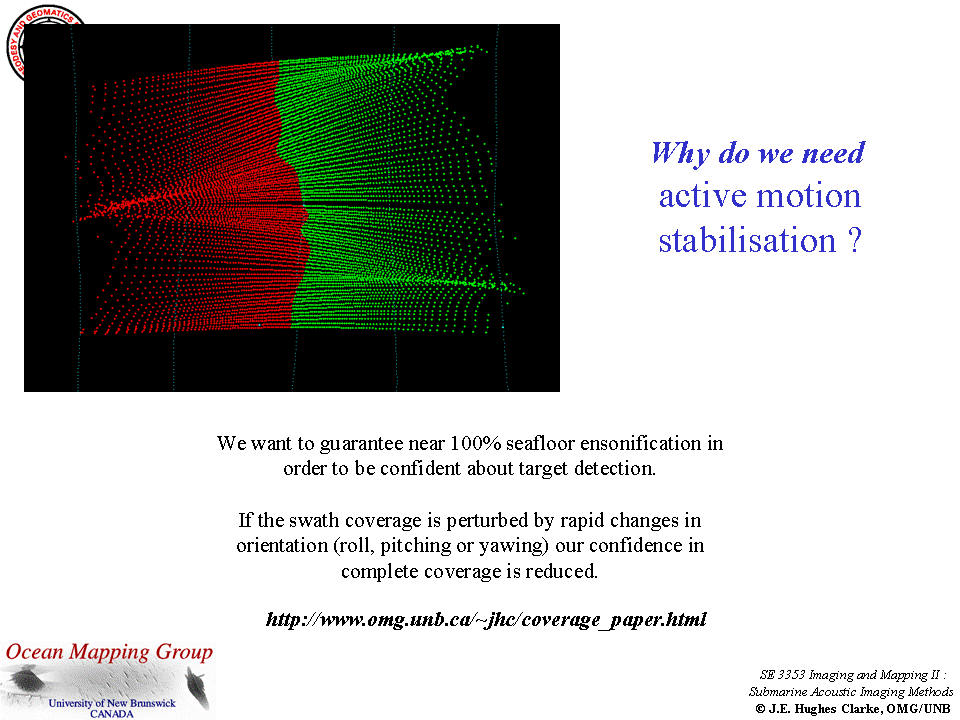 ODESY AND GEOMATICS
Why do we need
active motion
stabilisation ?
We want to guarantee near 100% seafloor ensonification in
order to be confident about target detection.
If the swath coverage is perturbed by rapid changes in
orientation (roll, pitching or yawing) our confidence in
complete coverage is reduced.
http://www.omg.unb.ca/~jhc/coverage_paper.html
Ocean Mapping Group
University of New Brunswick
CANADA
SE 3353 Imaging and Mapping II :
Submarine Acoustic Imaging Methods
© J.E. Hughes Clarke, OMG/UNB